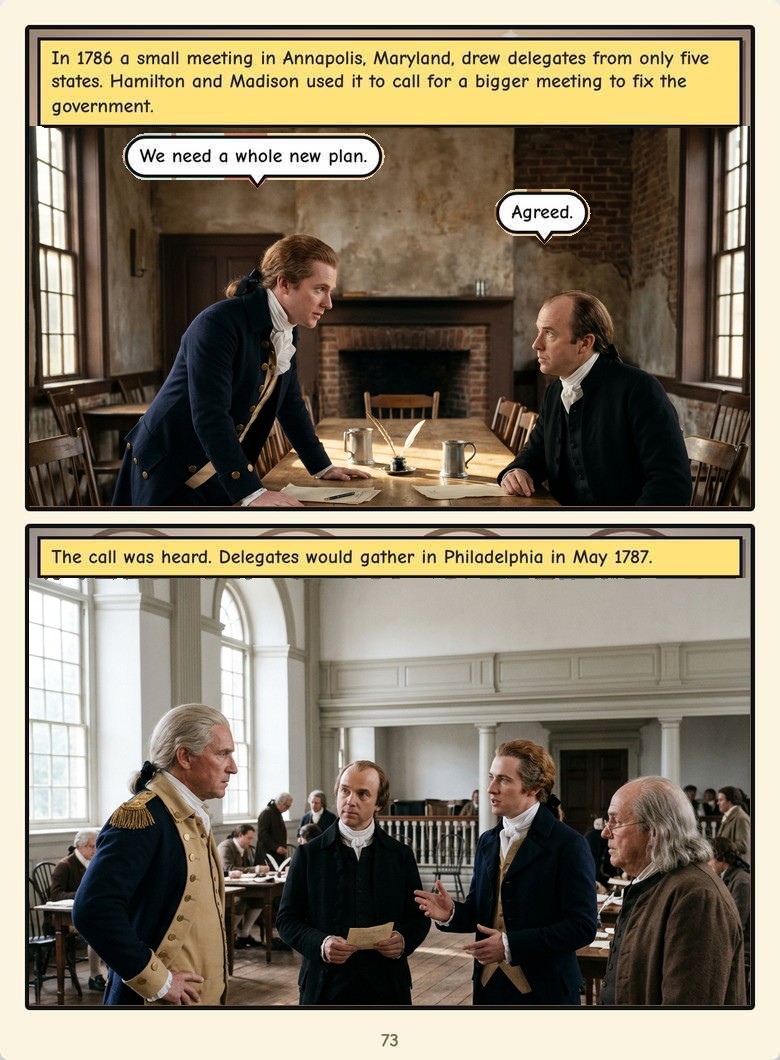 In 1786 a small meeting in Annapolis, Maryland, drew delegates from only five
states. Hamilton and Madison used it to call for a bigger meeting to fix the
government.
We need a whole new plan.
Agreed.
The call was heard. Delegates would gather in Philadelphia in May 1787.
73